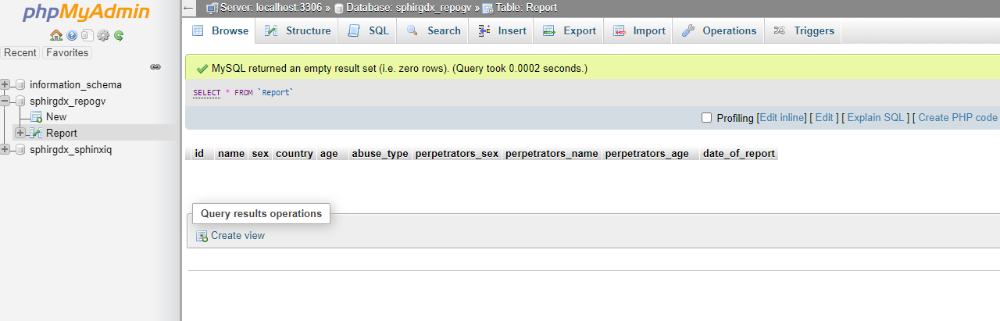 phpMyAdmin
Recent Favorites
information_schema
sphirgdx_repogv
New
Report
sphirgdx_sphinxiq
Server: localhost:3306 » Database: sphirgdx_repogv » Table: Report
Browse Structure SQL Search Insert Export Import Operations Triggers
MySQL returned an empty result set (i.e. zero rows). (Query took 0.0002 seconds.)
SELECT * FROM `Report`
Profiling [Edit inline] [ Edit ] [ Explain SQL ] [ Create PHP code
id name sex country age abuse_type perpetrators_sex perpetrators_name perpetrators_age date_of_report
Query results operations
Create view